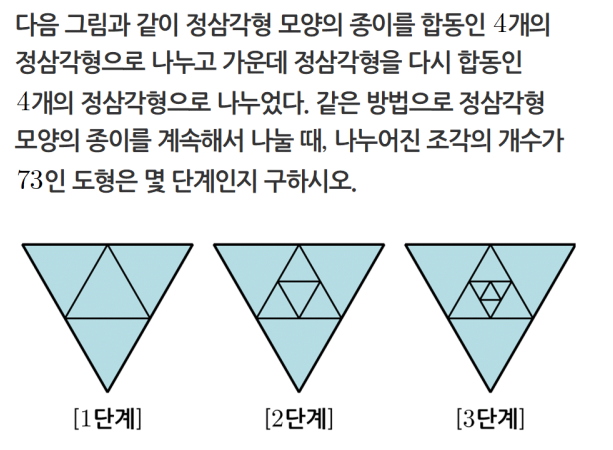 다음 그림과 같이 정삼각형 모양의 종이를 합동인 4개의
정삼각형으로 나누고 가운데 정삼각형을 다시 합동인
4개의 정삼각형으로 나누었다. 같은 방법으로 정삼각형
모양의 종이를 계속해서 나눌 때, 나누어진 조각의 개수가
73인 도형은 몇 단계인지 구하시오.
[1단계] [2단계] [3단계]